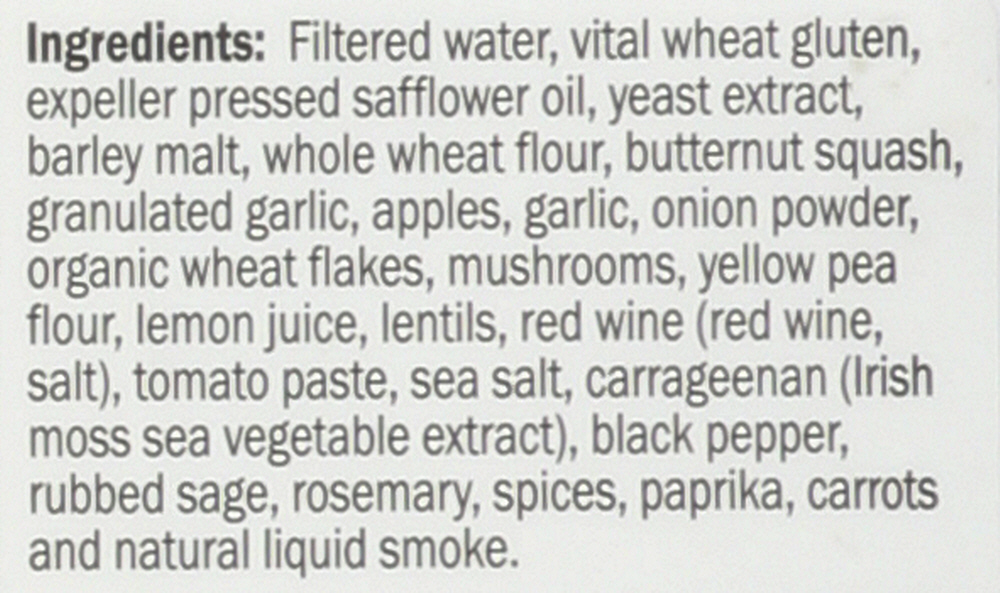 Ingredients: Filtered water, vital wheat gluten,
expeller pressed safflower oil, yeast extract,
barley malt, whole wheat flour, butternut squash,
granulated garlic, apples, garlic, onion powder,
organic wheat flakes, mushrooms, yellow pea
flour, lemon juice, lentils, red wine (red wine,
salt), tomato paste, sea salt, carrageenan (Irish
moss sea vegetable extract), black pepper,
rubbed sage, rosemary, spices, paprika, carrots
and natural liquid smoke.